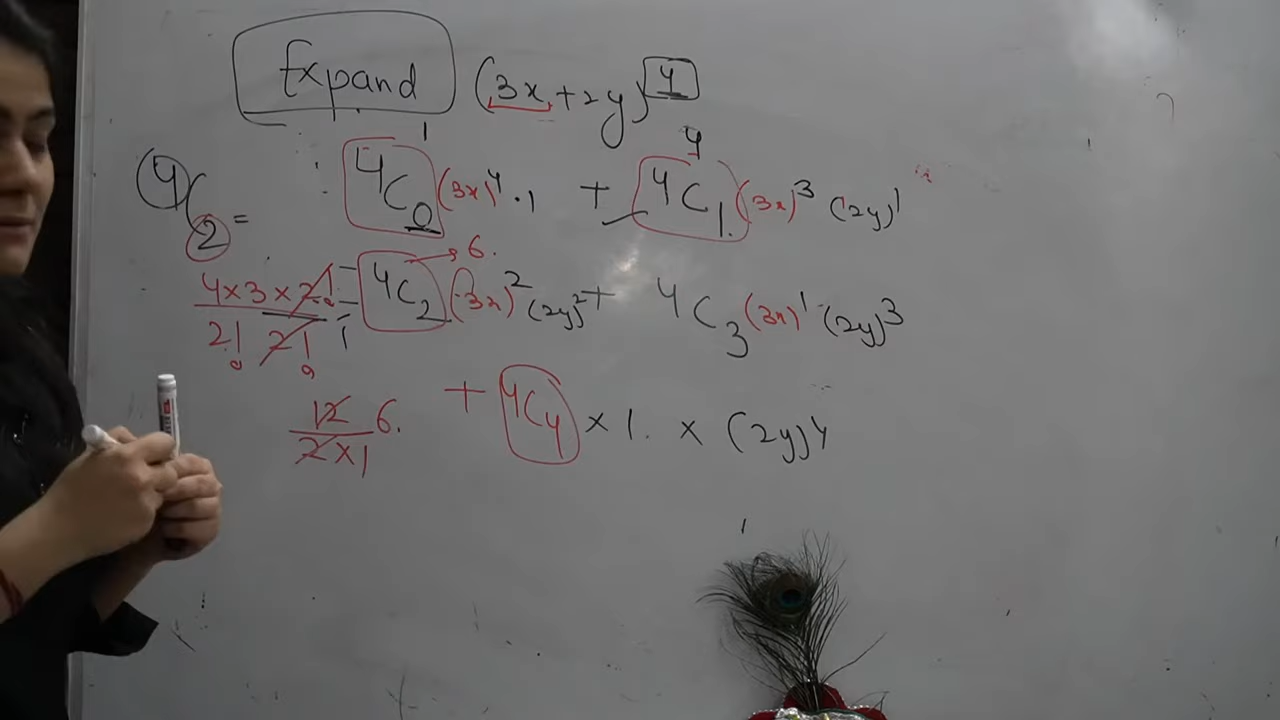 Expand (3x+2y)^4
1 4
4C2 = 4C0 (3x)^4 · 1 + 4C1 (3x)^3 (2y)^1
→ 6.
4C2 (3x)^2 (2y)^2 + 4C3 (3x)^1 · (2y)^3
4×3×2!
2! 2!
+ 4C4 × 1. × (2y)^4
12 6.
2×1